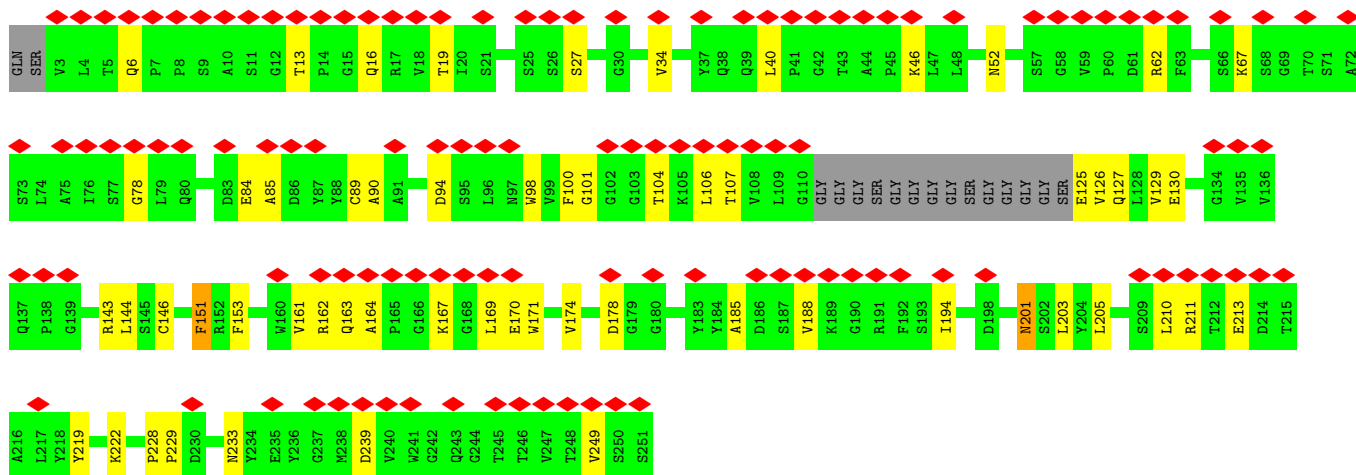 GLN SER V3 L4 T5 Q6 P7 P8 S9 A10 S11 G12 T13 P14 G15 Q16 R17 V18 T19 I20 S21 S25 S26 S27 G30 V34 Y37 Q38 Q39 L40 P41 G42 T43 A44 P45 K46 L47 L48 N52 S57 G58 V59 P60 D61 R62 F63 S66 K67 S68 G69 T70 S71 A72
S73 L74 A75 I76 S77 G78 L79 Q80 D83 E84 A85 D86 Y87 Y88 C89 A90 A91 D94 S95 L96 N97 W98 V99 F100 G101 G102 G103 T104 K105 L106 T107 V108 L109 G110 GLY GLY GLY SER GLY GLY GLY GLY SER GLY GLY GLY GLY SER E125 V126 Q127 L128 V129 E130 G134 V135 V136
Q137 P138 G139 R143 L144 S145 C146 F151 R152 F153 W160 V161 R162 Q163 A164 P165 G166 K167 G168 L169 E170 W171 V174 D178 G179 G180 Y183 Y184 A185 D186 S187 V188 K189 G190 R191 F192 S193 I194 D198 N201 S202 L203 Y204 L205 S209 L210 R211 T212 E213 D214 T215
A216 L217 Y218 Y219 K222 P228 P229 D230 N233 Y234 E235 Y236 G237 M238 D239 V240 W241 G242 Q243 G244 T245 T246 V247 T248 V249 S250 S251